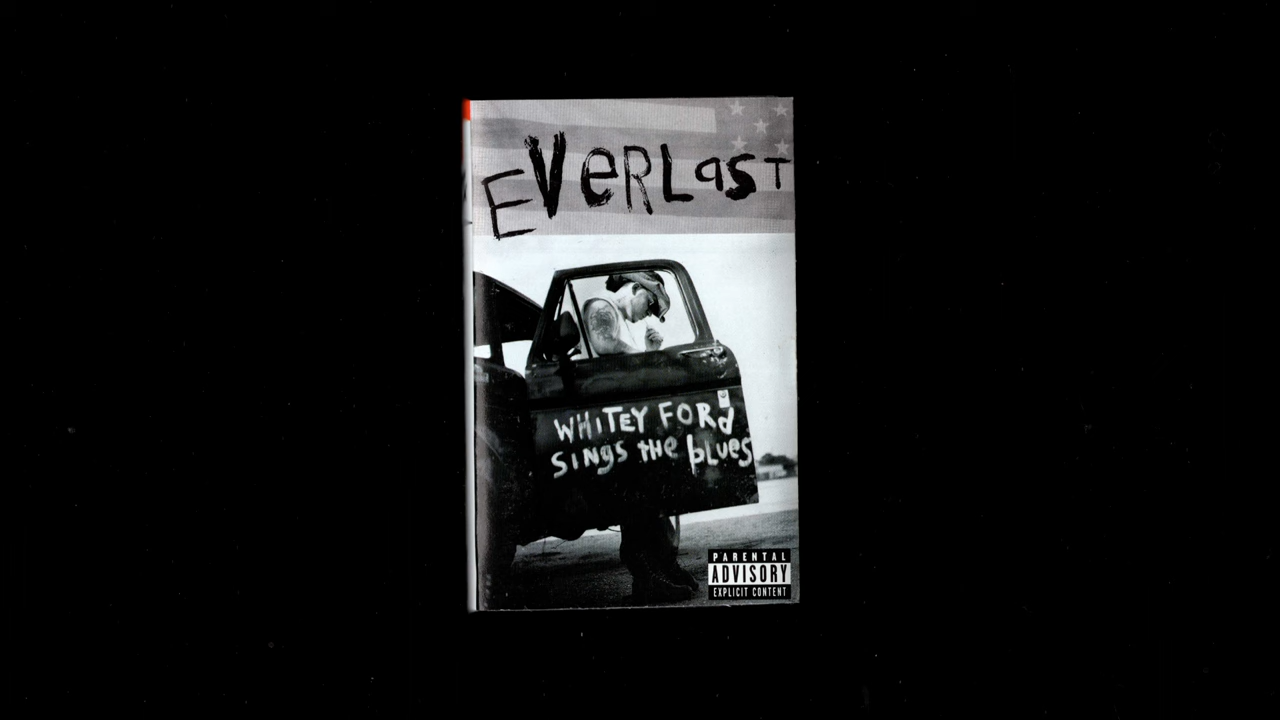 EVERLAST
WHITEY FORD
SINGS THE BLUES
PARENTAL
ADVISORY
EXPLICIT CONTENT